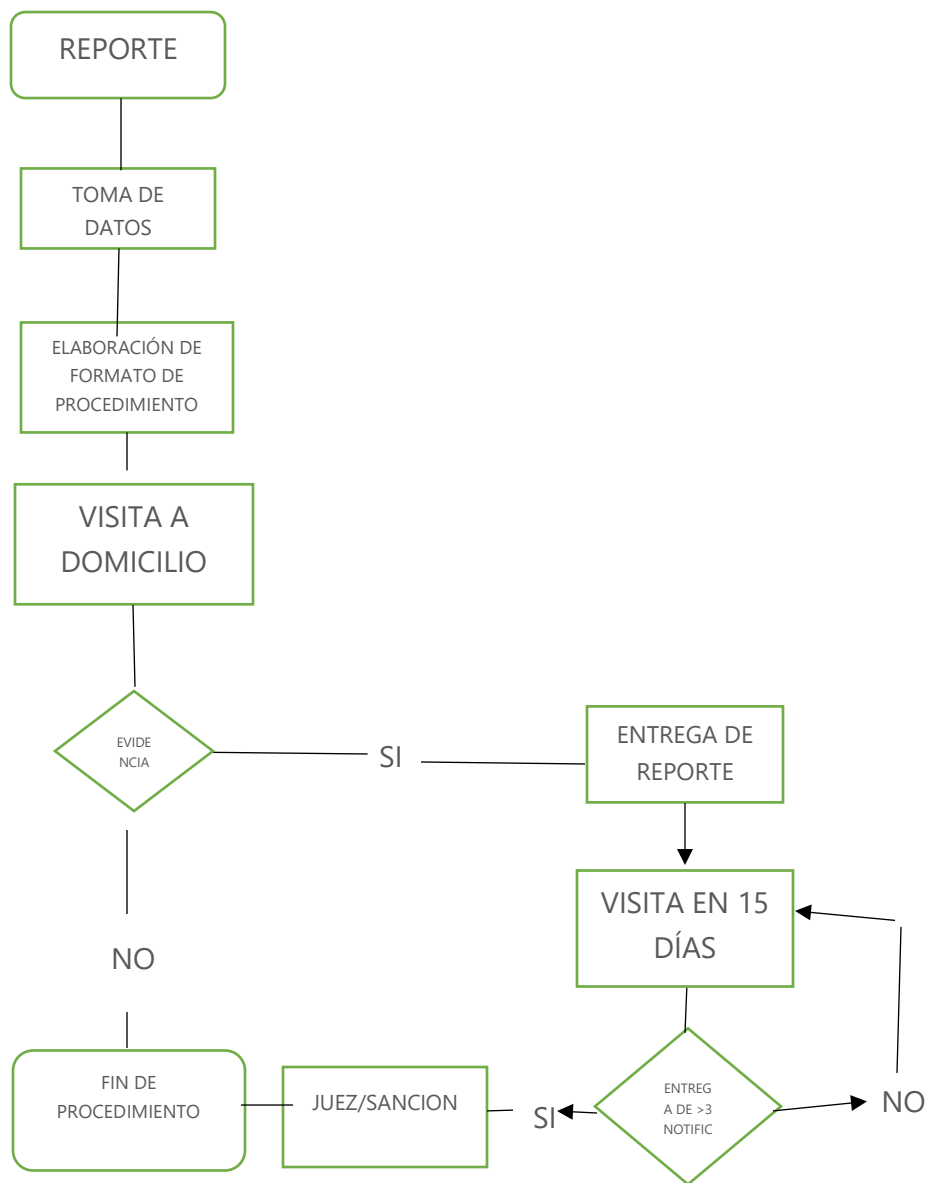 REPORTE
TOMA DE
DATOS
ELABORACIÓN DE
FORMATO DE
PROCEDIMIENTO
VISITA A
DOMICILIO
EVIDE
NCIA
SI
ENTREGA DE
REPORTE
VISITA EN 15
DÍAS
NO
FIN DE
PROCEDIMIENTO
JUEZ/SANCION
SI
ENTREG
A DE >3
NOTIFIC
NO